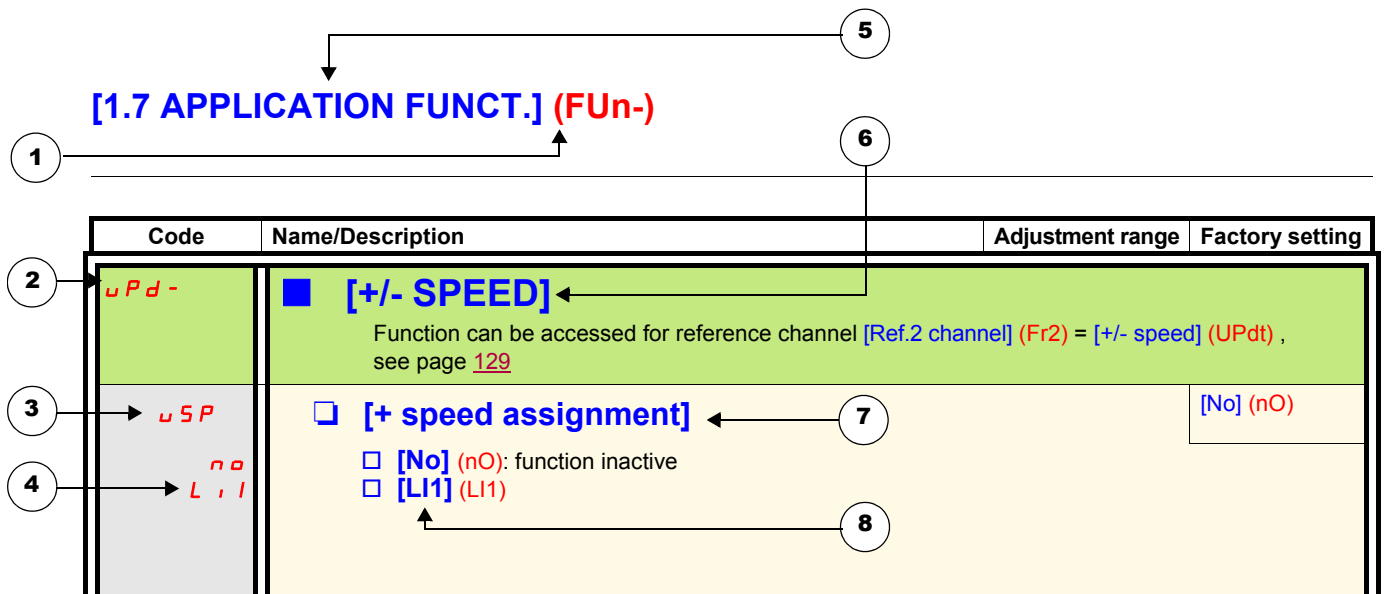 5
[1.7 APPLICATION FUNCT.] (FUn-)
1
6
Code Name/Description Adjustment range Factory setting
2
uPd- ■ [+/- SPEED]
Function can be accessed for reference channel [Ref.2 channel] (Fr2) = [+/- speed] (UPdt) ,
see page 129
3
uSP ❏ [+ speed assignment] 7 [No] (nO)
no □ [No] (nO): function inactive
4 LiI □ [LI1] (LI1)
8